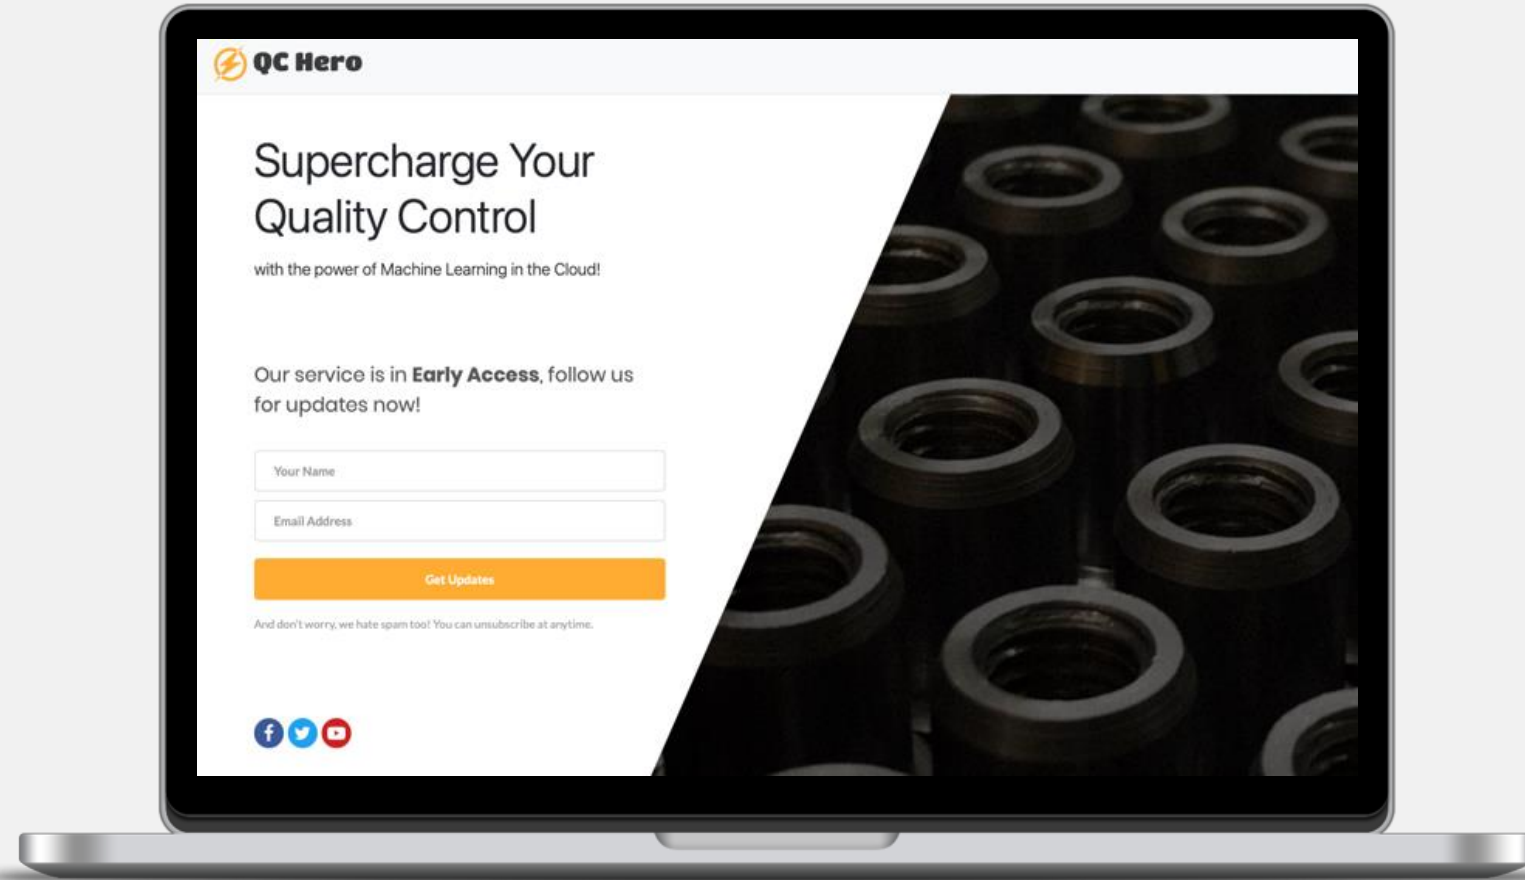 QC Hero
Supercharge Your
Quality Control
with the power of Machine Learning in the Cloud!
Our service is in Early Access, follow us
for updates now!
Your Name
Email Address
Get Updates
And don't worry, we hate spam too! You can unsubscribe at anytime.